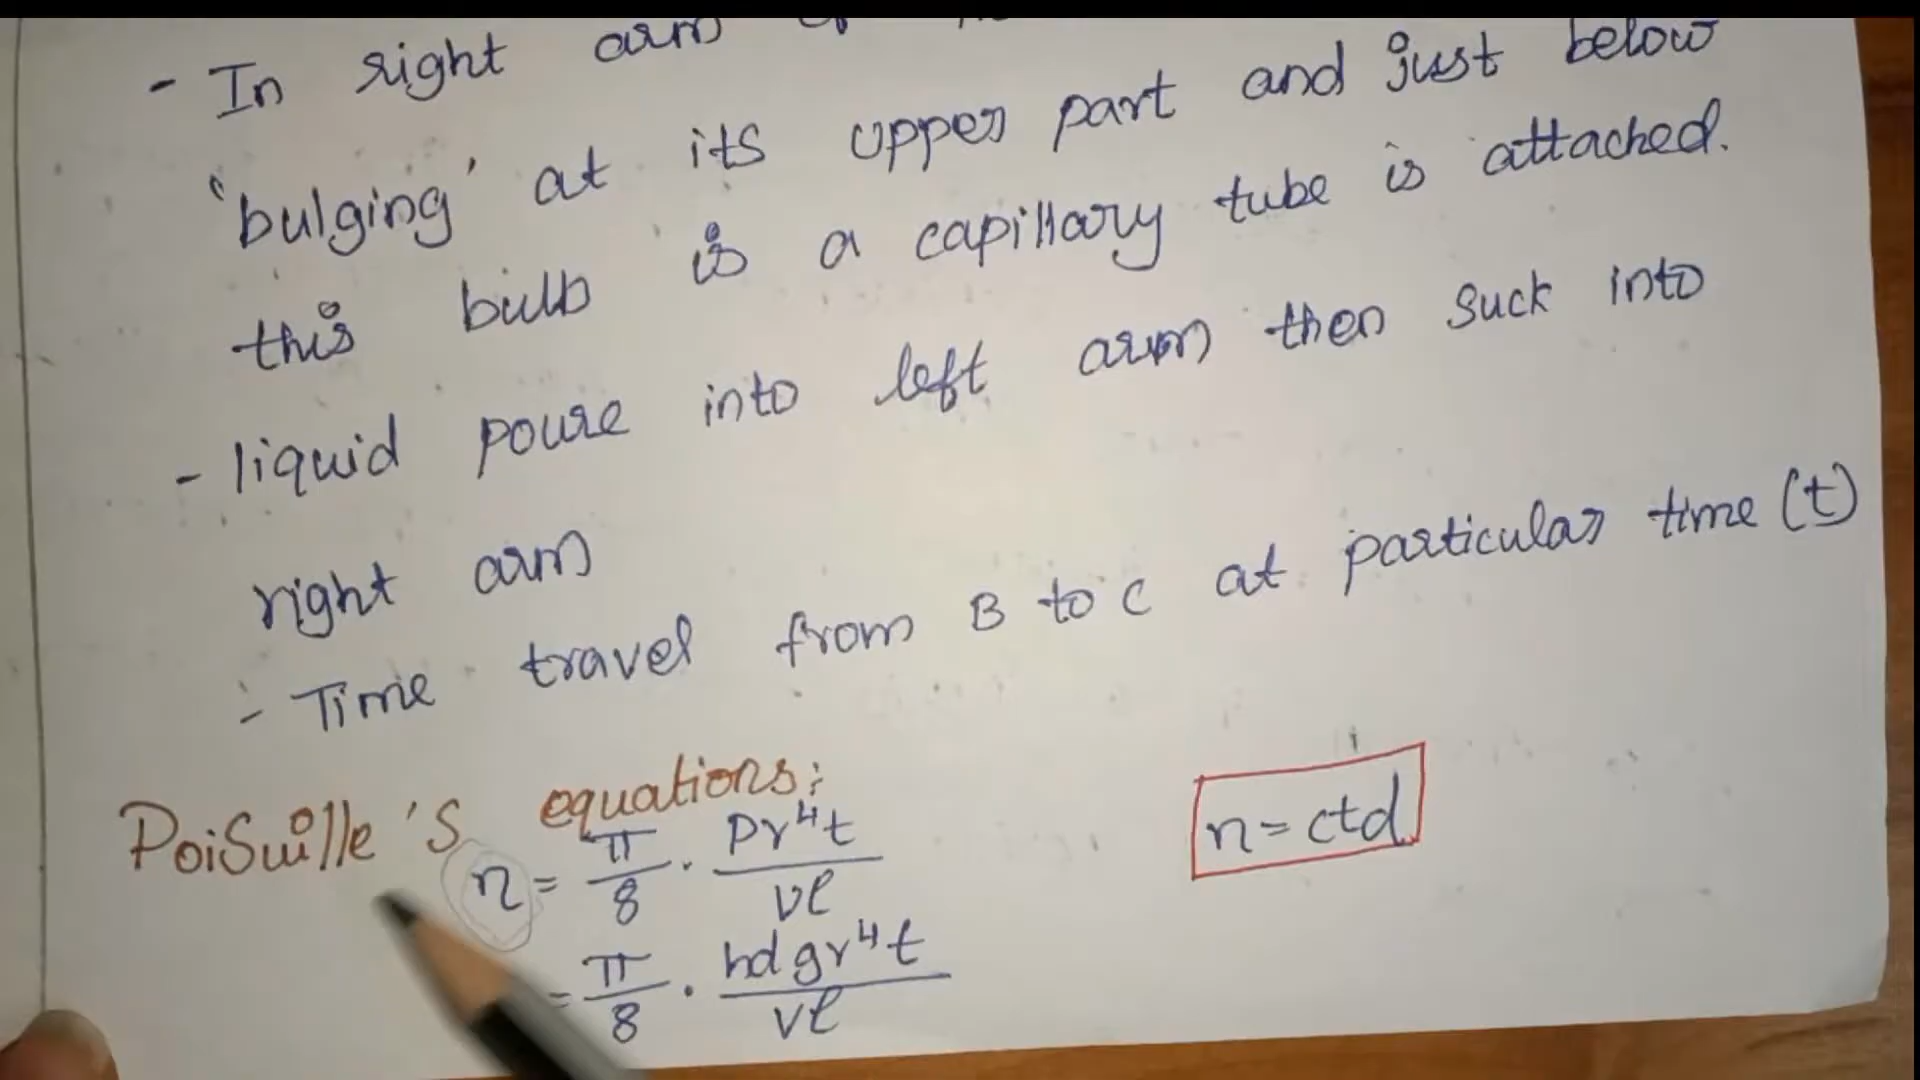 - In right arm
'bulging' at its upper part and just below
this bulb is a capillary tube is attached.
- liquid poure into left arm then suck into
right arm
- Time travel from B to C at particular time (t)
Poisuille's equations:
η = π/8 · Pr⁴t/vl
n = ctd
= π/8 · hdgr⁴t/vl